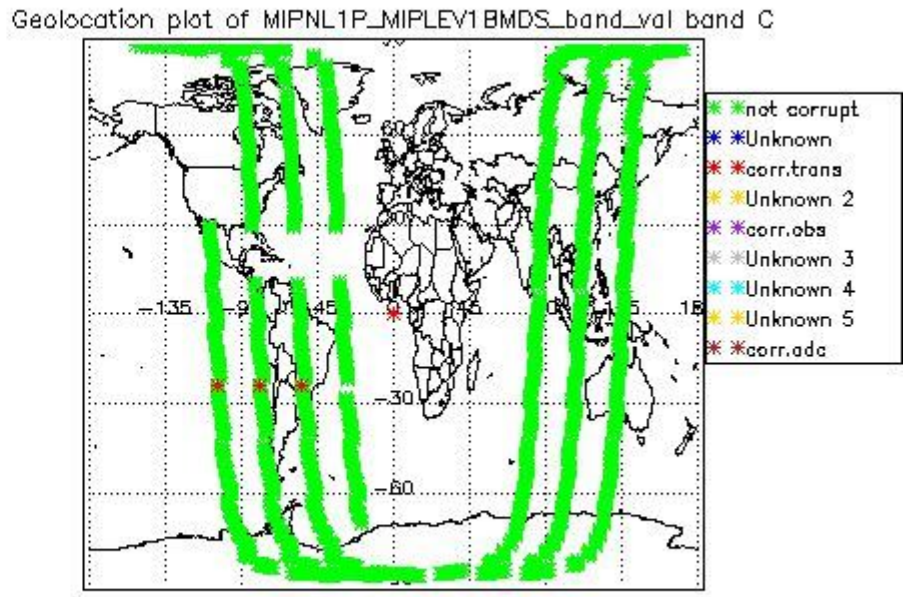 Geolocation plot of MIPNL1P_MIPLEV1BMDS_band_val band C
not corrupt
Unknown
corr.trans
Unknown 2
corr.obs
Unknown 3
Unknown 4
Unknown 5
corr.adc
60
-135
45
-30
-60